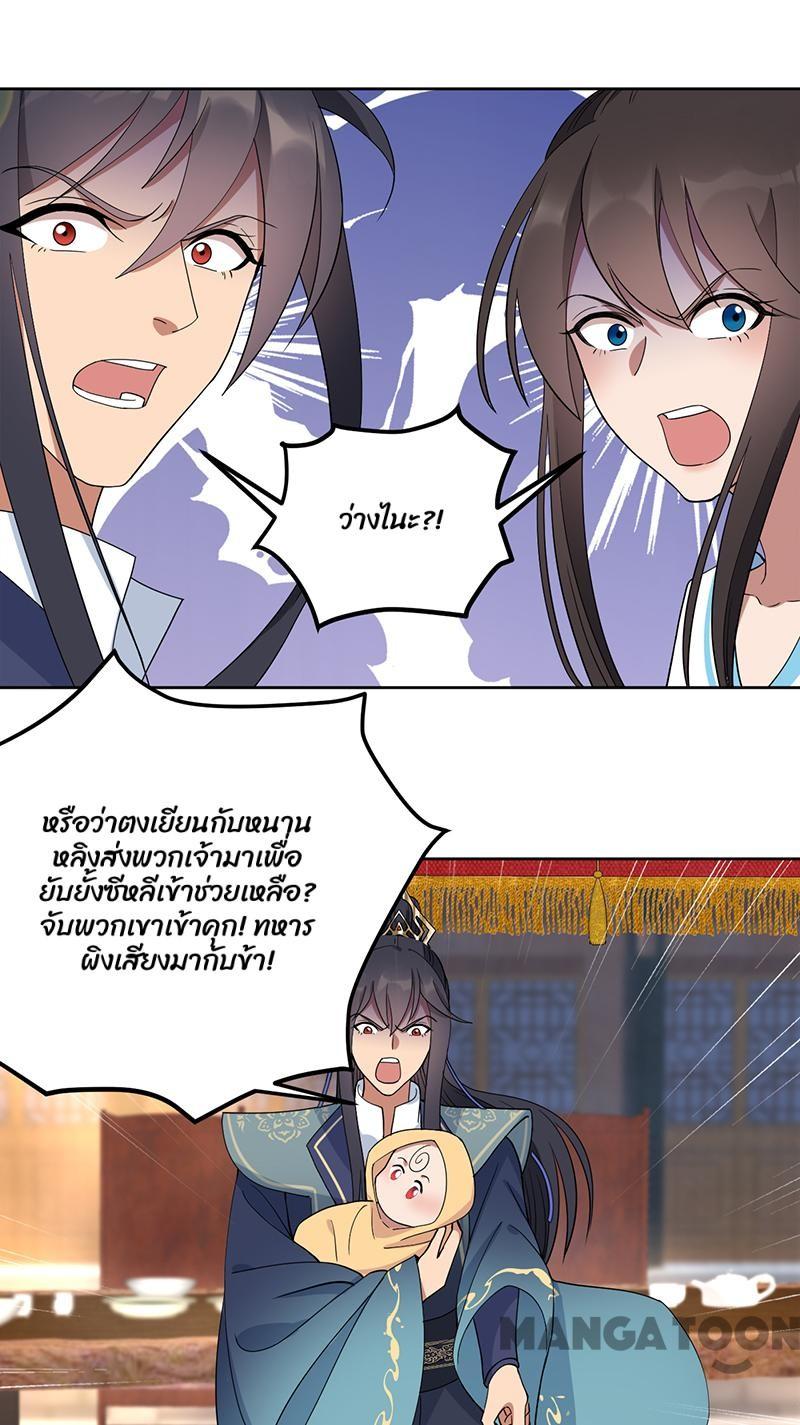 ว่างไนะ?!
หรือว่าตงเยียนกับหนาน
หลิงส่งพวกเจ้ามาเพื่อ
ยับยั้งซีหลีเข้าช่วยเหลือ?
จับพวกเขาเข้าคุก! ทหาร
ผิงเสียงมากับข้า!
MANGATOON